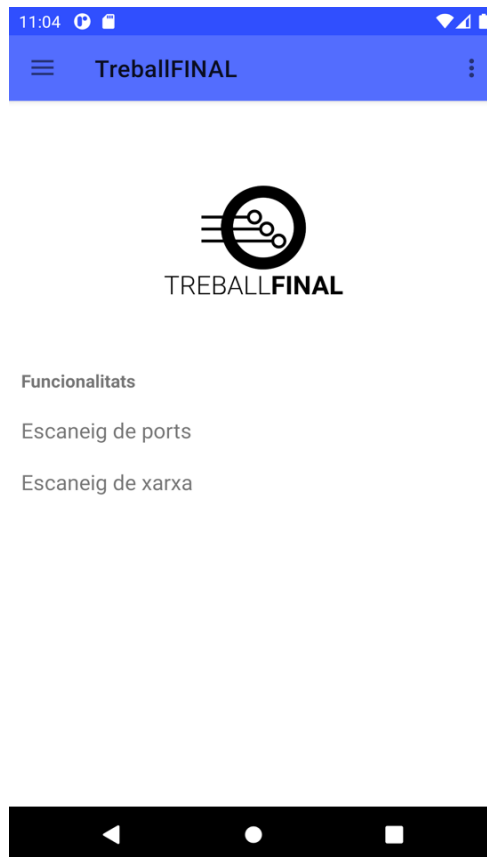 11:04
TreballFINAL
TREBALLFINAL
Funcionalitats
Escaneig de ports
Escaneig de xarxa